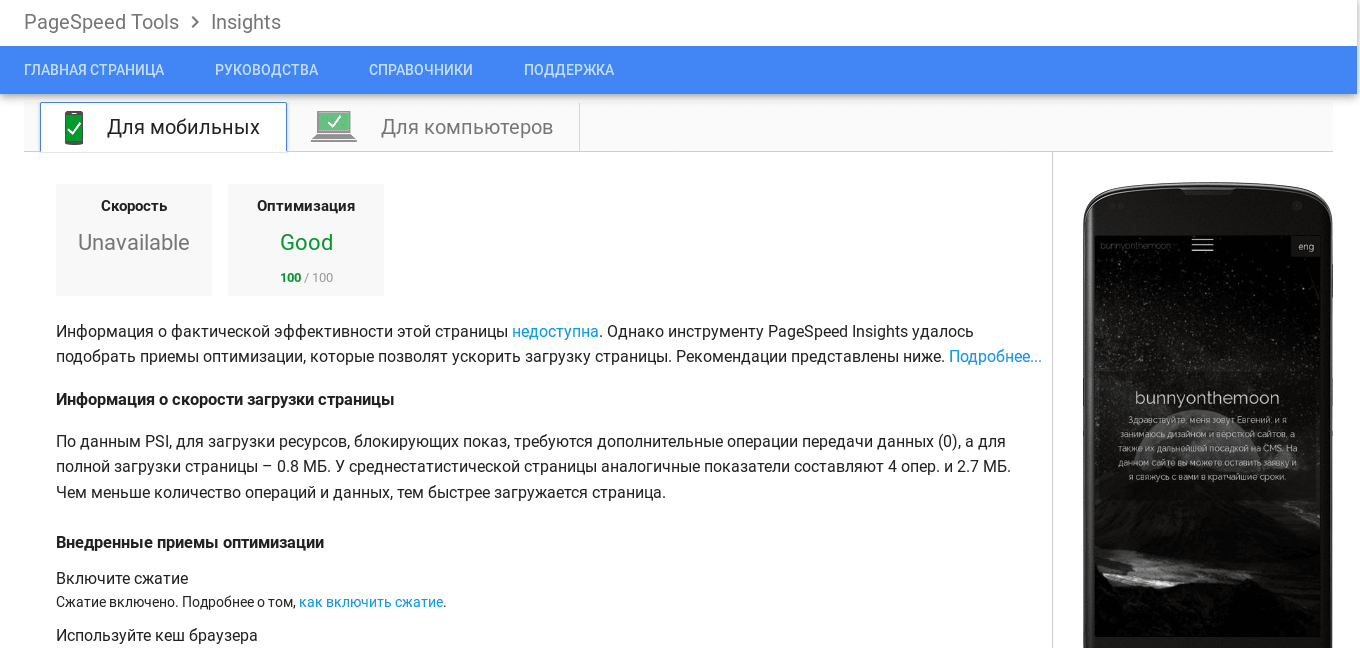 PageSpeed Tools > Insights
ГЛАВНАЯ СТРАНИЦА РУКОВОДСТВА СПРАВОЧНИКИ ПОДДЕРЖКА
Для мобильных Для компьютеров
Скорость Оптимизация
Unavailable Good
100 / 100
Информация о фактической эффективности этой страницы недоступна. Однако инструменту PageSpeed Insights удалось
подобрать приемы оптимизации, которые позволят ускорить загрузку страницы. Рекомендации представлены ниже. Подробнее...
Информация о скорости загрузки страницы
По данным PSI, для загрузки ресурсов, блокирующих показ, требуются дополнительные операции передачи данных (0), а для
полной загрузки страницы – 0.8 МБ. У среднестатистической страницы аналогичные показатели составляют 4 опер. и 2.7 МБ.
Чем меньше количество операций и данных, тем быстрее загружается страница.
Внедренные приемы оптимизации
Включите сжатие
Сжатие включено. Подробнее о том, как включить сжатие.
Используйте кеш браузера
bunnyonthemoon eng
bunnyonthemoon
Здравствуйте, меня зовут Евгений, и я
занимаюсь дизайном и версткой сайтов, а
также их дальнейшей посадкой на CMS. На
данном сайте вы можете оставить заявку и
я свяжусь с вами в кратчайшие сроки.